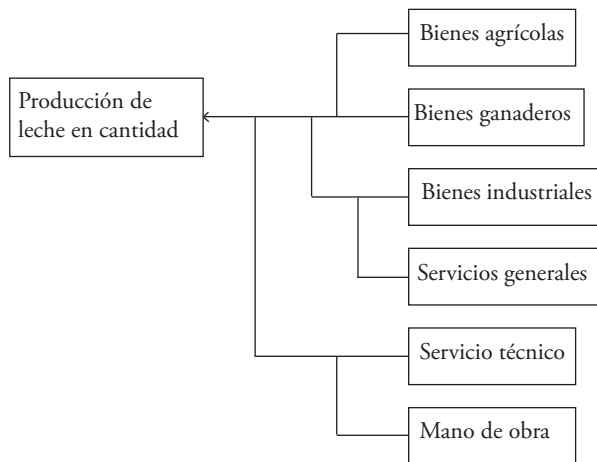 Bienes agrícolas
Producción de
leche en cantidad
Bienes ganaderos
Bienes industriales
Servicios generales
Servicio técnico
Mano de obra